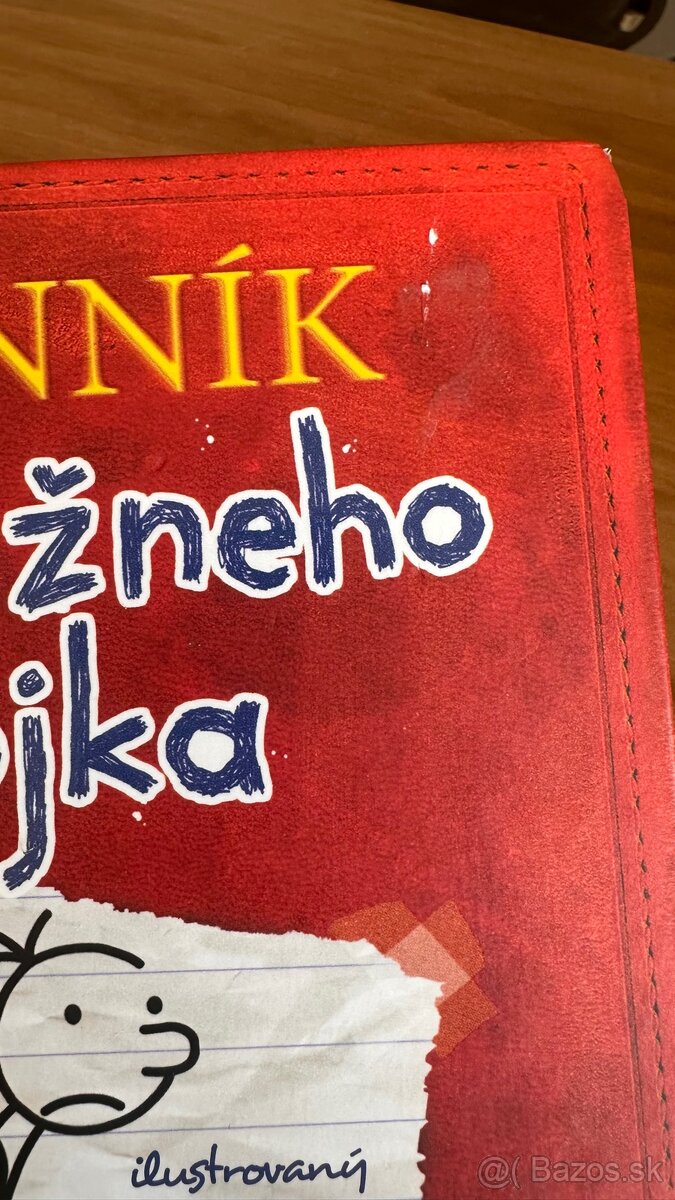 NNÍK
žneho
jka
ilustrovaný
@( Bazos.sk